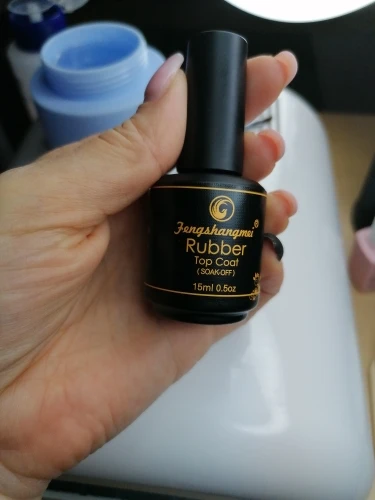 Fengshangmei®
Rubber
Top Coat
(SOAK-OFF)
15ml 0.5oz